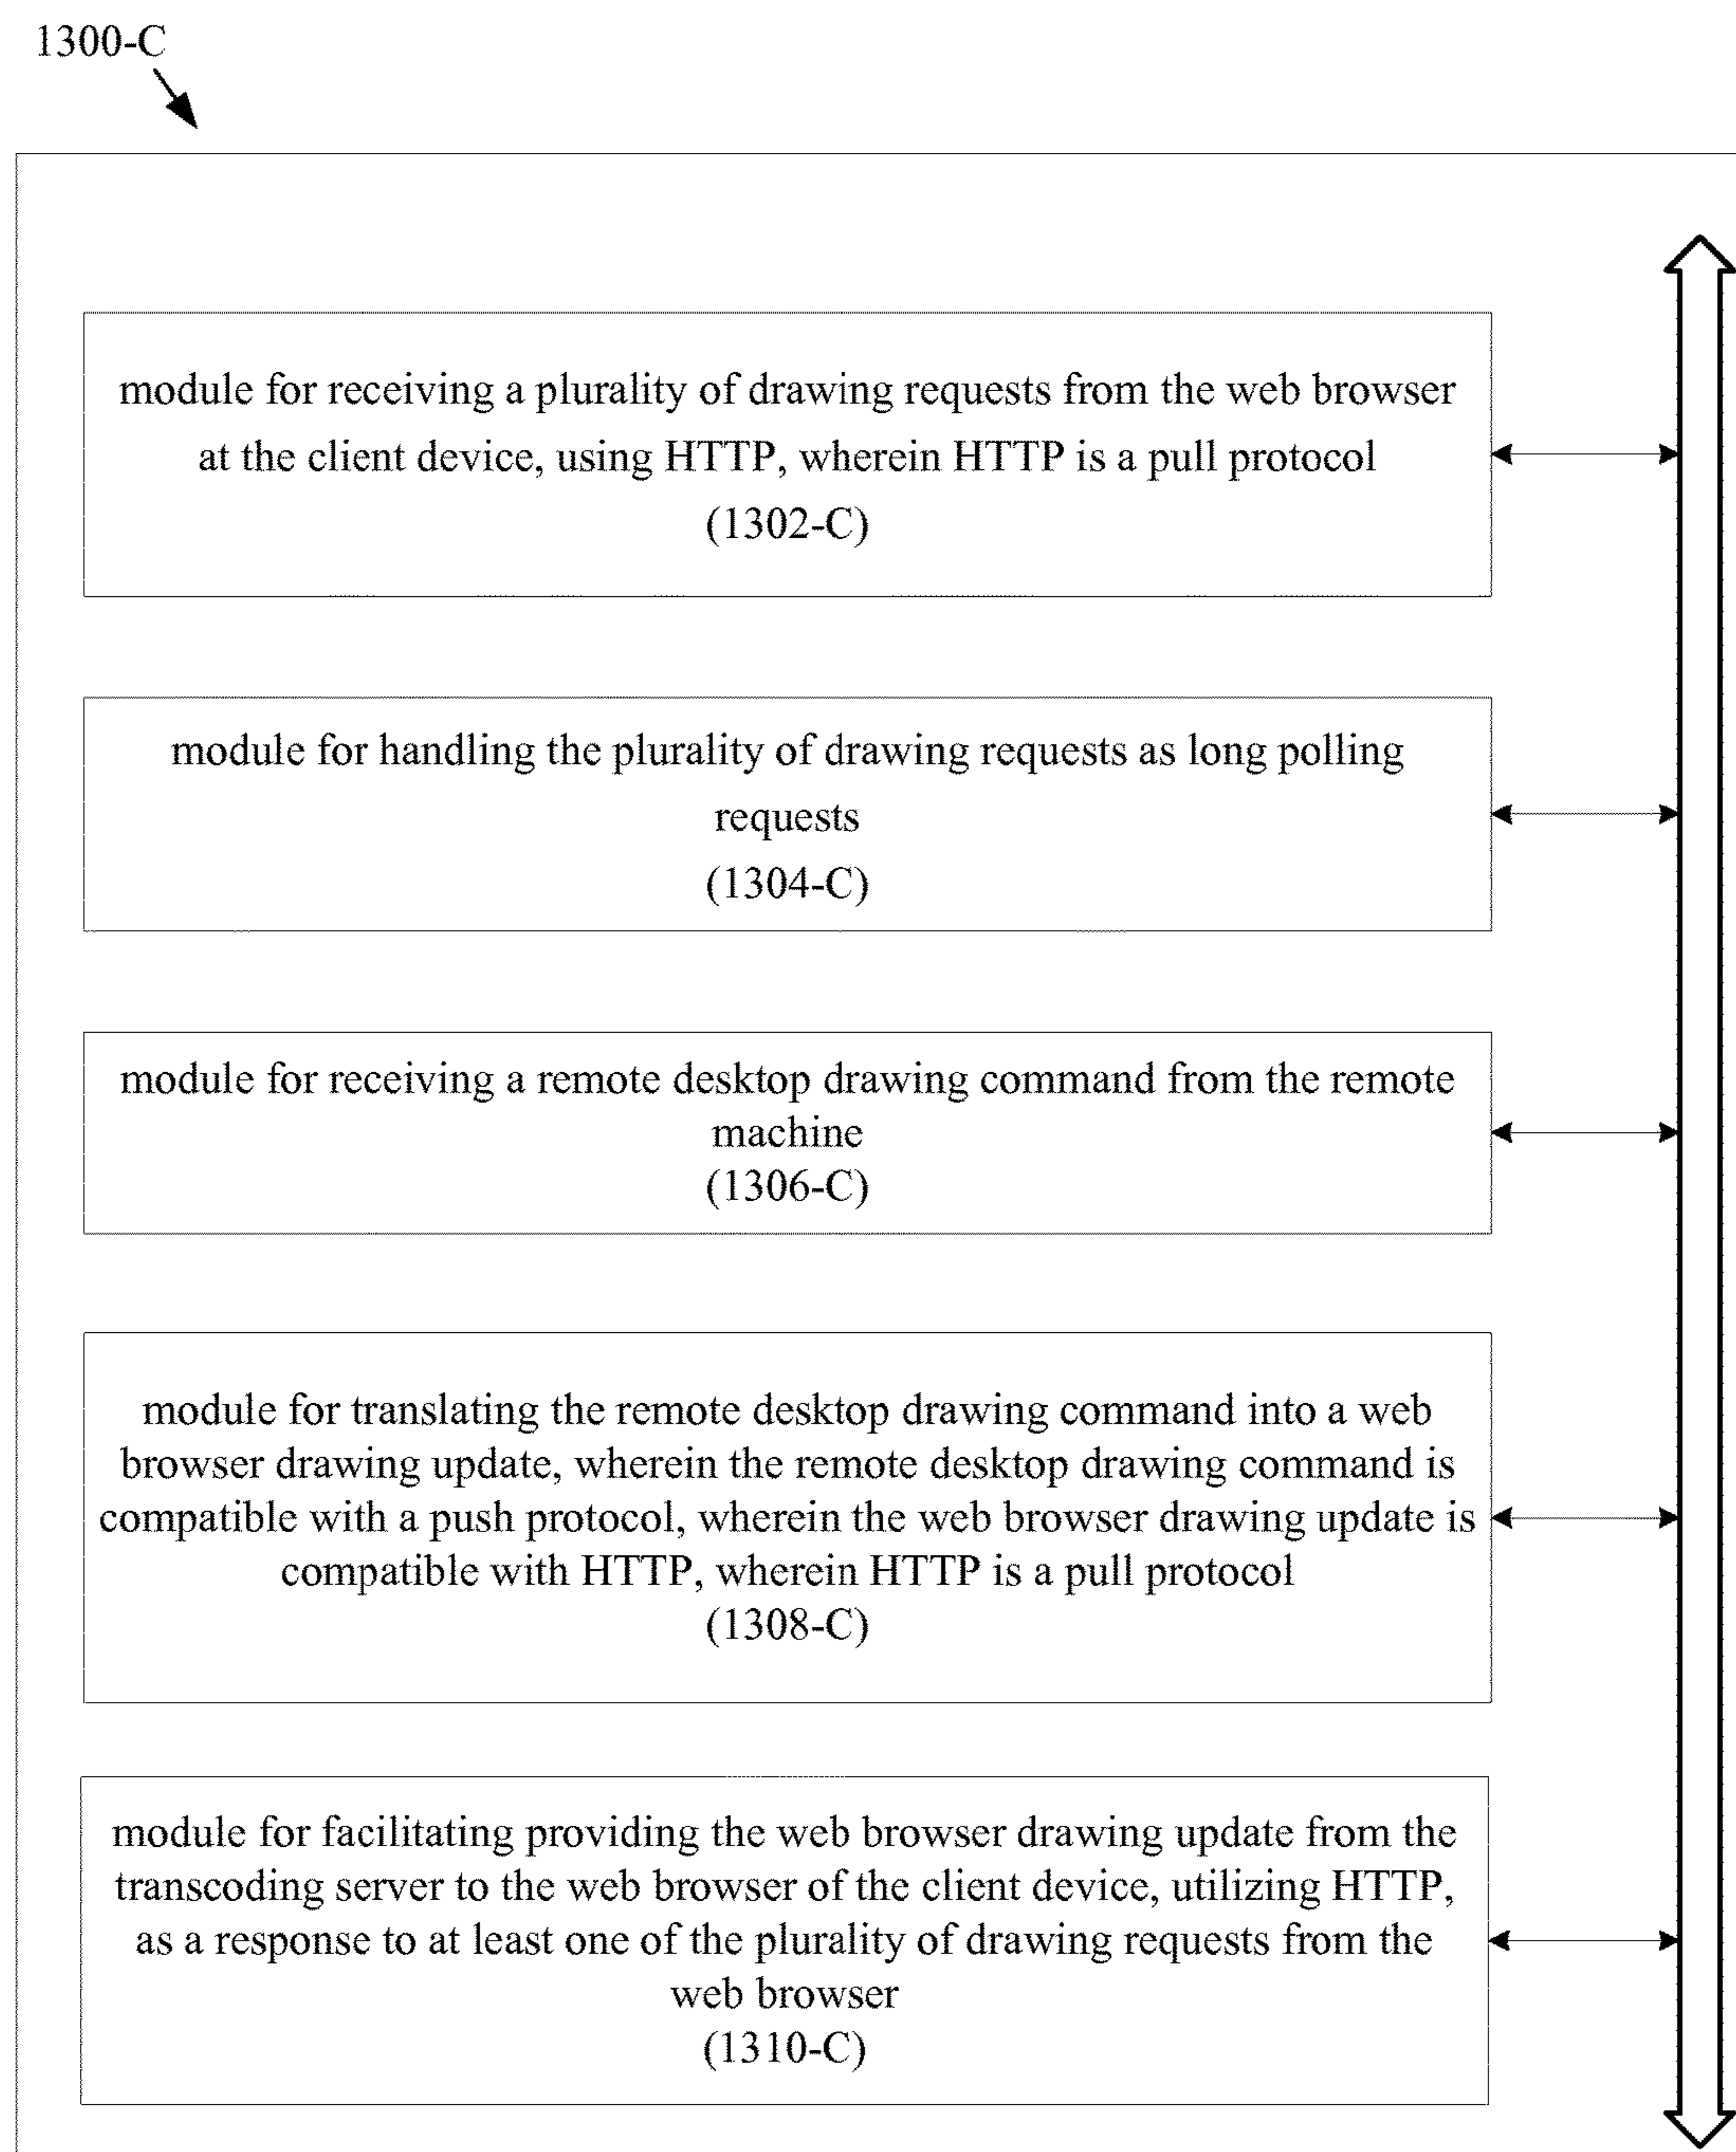 1300-C
module for receiving a plurality of drawing requests from the web browser
at the client device, using HTTP, wherein HTTP is a pull protocol
(1302-C)
module for handling the plurality of drawing requests as long polling
requests
(1304-C)
module for receiving a remote desktop drawing command from the remote
machine
(1306-C)
module for translating the remote desktop drawing command into a web
browser drawing update, wherein the remote desktop drawing command is
compatible with a push protocol, wherein the web browser drawing update is
compatible with HTTP, wherein HTTP is a pull protocol
(1308-C)
module for facilitating providing the web browser drawing update from the
transcoding server to the web browser of the client device, utilizing HTTP,
as a response to at least one of the plurality of drawing requests from the
web browser
(1310-C)